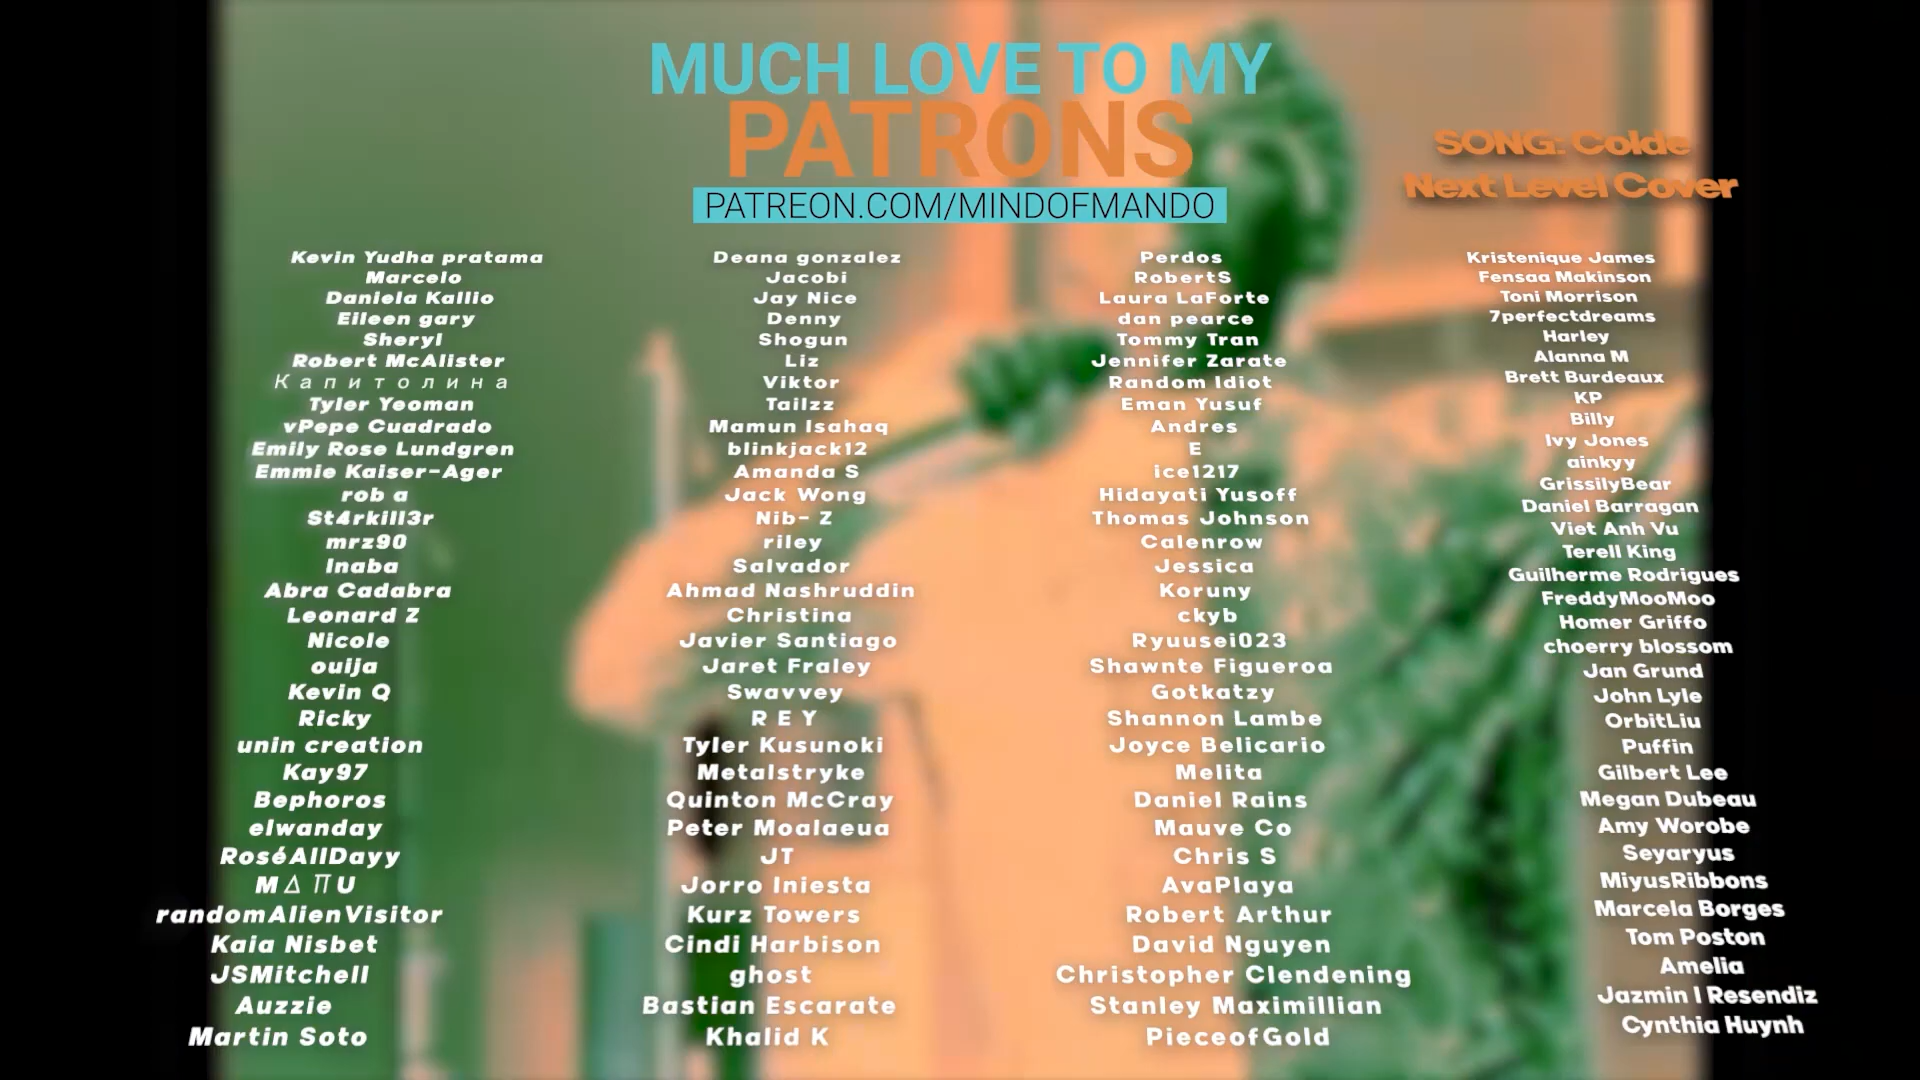 MUCH LOVE TO MY
PATRONS
PATREON.COM/MINDOFMANDO
SONG: Colde
Next Level Cover
Kevin Yudha pratama
Marcelo
Daniela Kallio
Eileen gary
Sheryl
Robert McAlister
Капитолина
Tyler Yeoman
vPepe Cuadrado
Emily Rose Lundgren
Emmie Kaiser-Ager
rob a
St4rkill3r
mrz90
Inaba
Abra Cadabra
Leonard Z
Nicole
ouija
Kevin Q
Ricky
unin creation
Kay97
Bephoros
elwanday
RoséAllDayy
M Δ ∏ U
randomAlienVisitor
Kaia Nisbet
JSMitchell
Auzzie
Martin Soto
Deana gonzalez
Jacobi
Jay Nice
Denny
Shogun
Liz
Viktor
Tailzz
Mamun Isahaq
blinkjack12
Amanda S
Jack Wong
Nib- Z
riley
Salvador
Ahmad Nashruddin
Christina
Javier Santiago
Jaret Fraley
Swavvey
R E Y
Tyler Kusunoki
Metalstryke
Quinton McCray
Peter Moalaeua
JT
Jorro Iniesta
Kurz Towers
Cindi Harbison
ghost
Bastian Escarate
Khalid K
Perdos
RobertS
Laura LaForte
dan pearce
Tommy Tran
Jennifer Zarate
Random Idiot
Eman Yusuf
Andres
E
ice1217
Hidayati Yusoff
Thomas Johnson
Calenrow
Jessica
Koruny
ckyb
Ryuusei023
Shawnte Figueroa
Gotkatzy
Shannon Lambe
Joyce Belicario
Melita
Daniel Rains
Mauve Co
Chris S
AvaPlaya
Robert Arthur
David Nguyen
Christopher Clendening
Stanley Maximillian
PieceofGold
Kristenique James
Fensaa Makinson
Toni Morrison
7perfectdreams
Harley
Alanna M
Brett Burdeaux
KP
Billy
Ivy Jones
ainkyy
GrissilyBear
Daniel Barragan
Viet Anh Vu
Terell King
Guilherme Rodrigues
FreddyMooMoo
Homer Griffo
choerry blossom
Jan Grund
John Lyle
OrbitLiu
Puffin
Gilbert Lee
Megan Dubeau
Amy Worobe
Seyaryus
MiyusRibbons
Marcela Borges
Tom Poston
Amelia
Jazmin I Resendiz
Cynthia Huynh